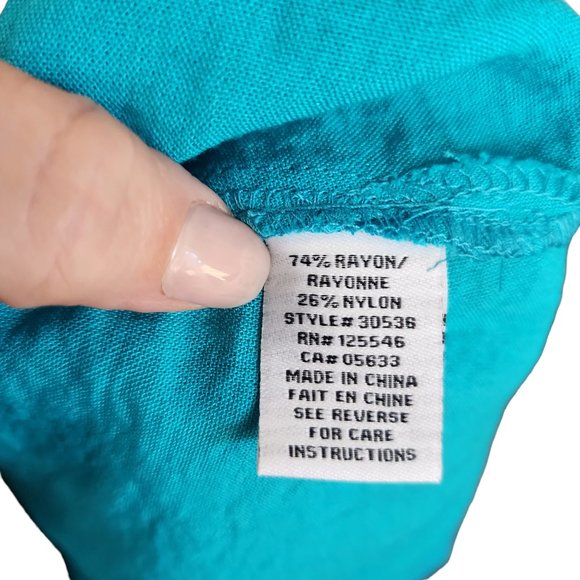 74% RAYON/
RAYONNE
26% NYLON
STYLE# 30536
RN# 125546
CA# 05633
MADE IN CHINA
FAIT EN CHINE
SEE REVERSE
FOR CARE
INSTRUCTIONS